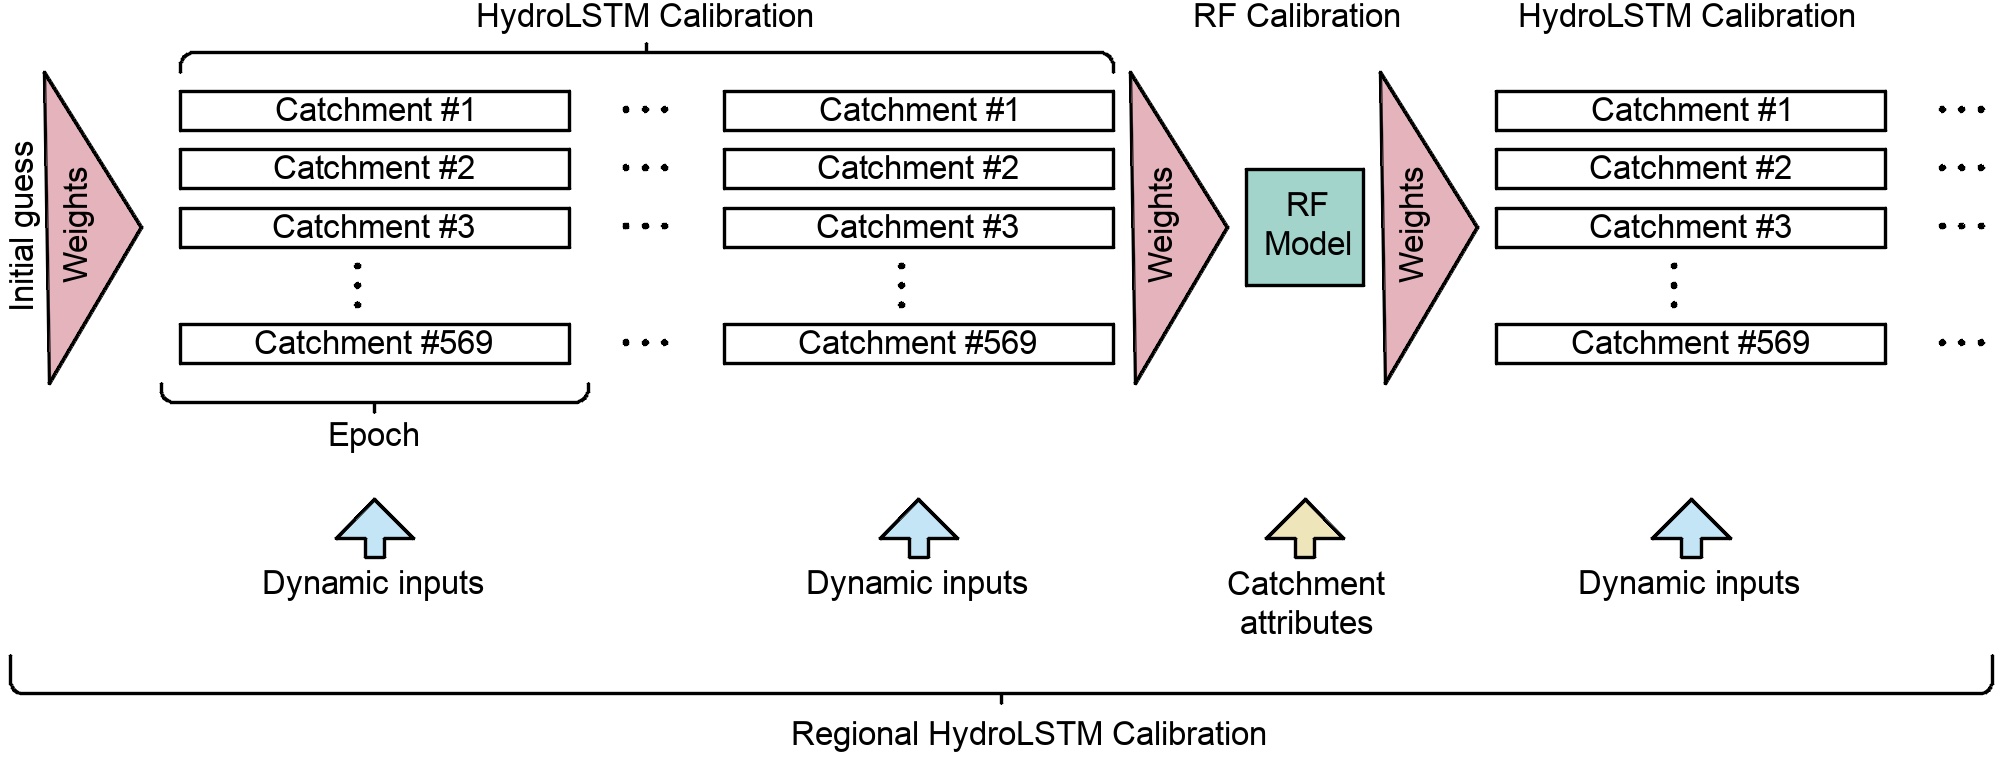 HydroLSTM Calibration
RF Calibration
HydroLSTM Calibration
Initial guess
Weights
Catchment #1
Catchment #2
Catchment #3
Catchment #569
Catchment #1
Catchment #2
Catchment #3
Catchment #569
Weights
RF
Model
Weights
Catchment #1
Catchment #2
Catchment #3
Catchment #569
Epoch
Dynamic inputs
Dynamic inputs
Catchment
attributes
Dynamic inputs
Regional HydroLSTM Calibration